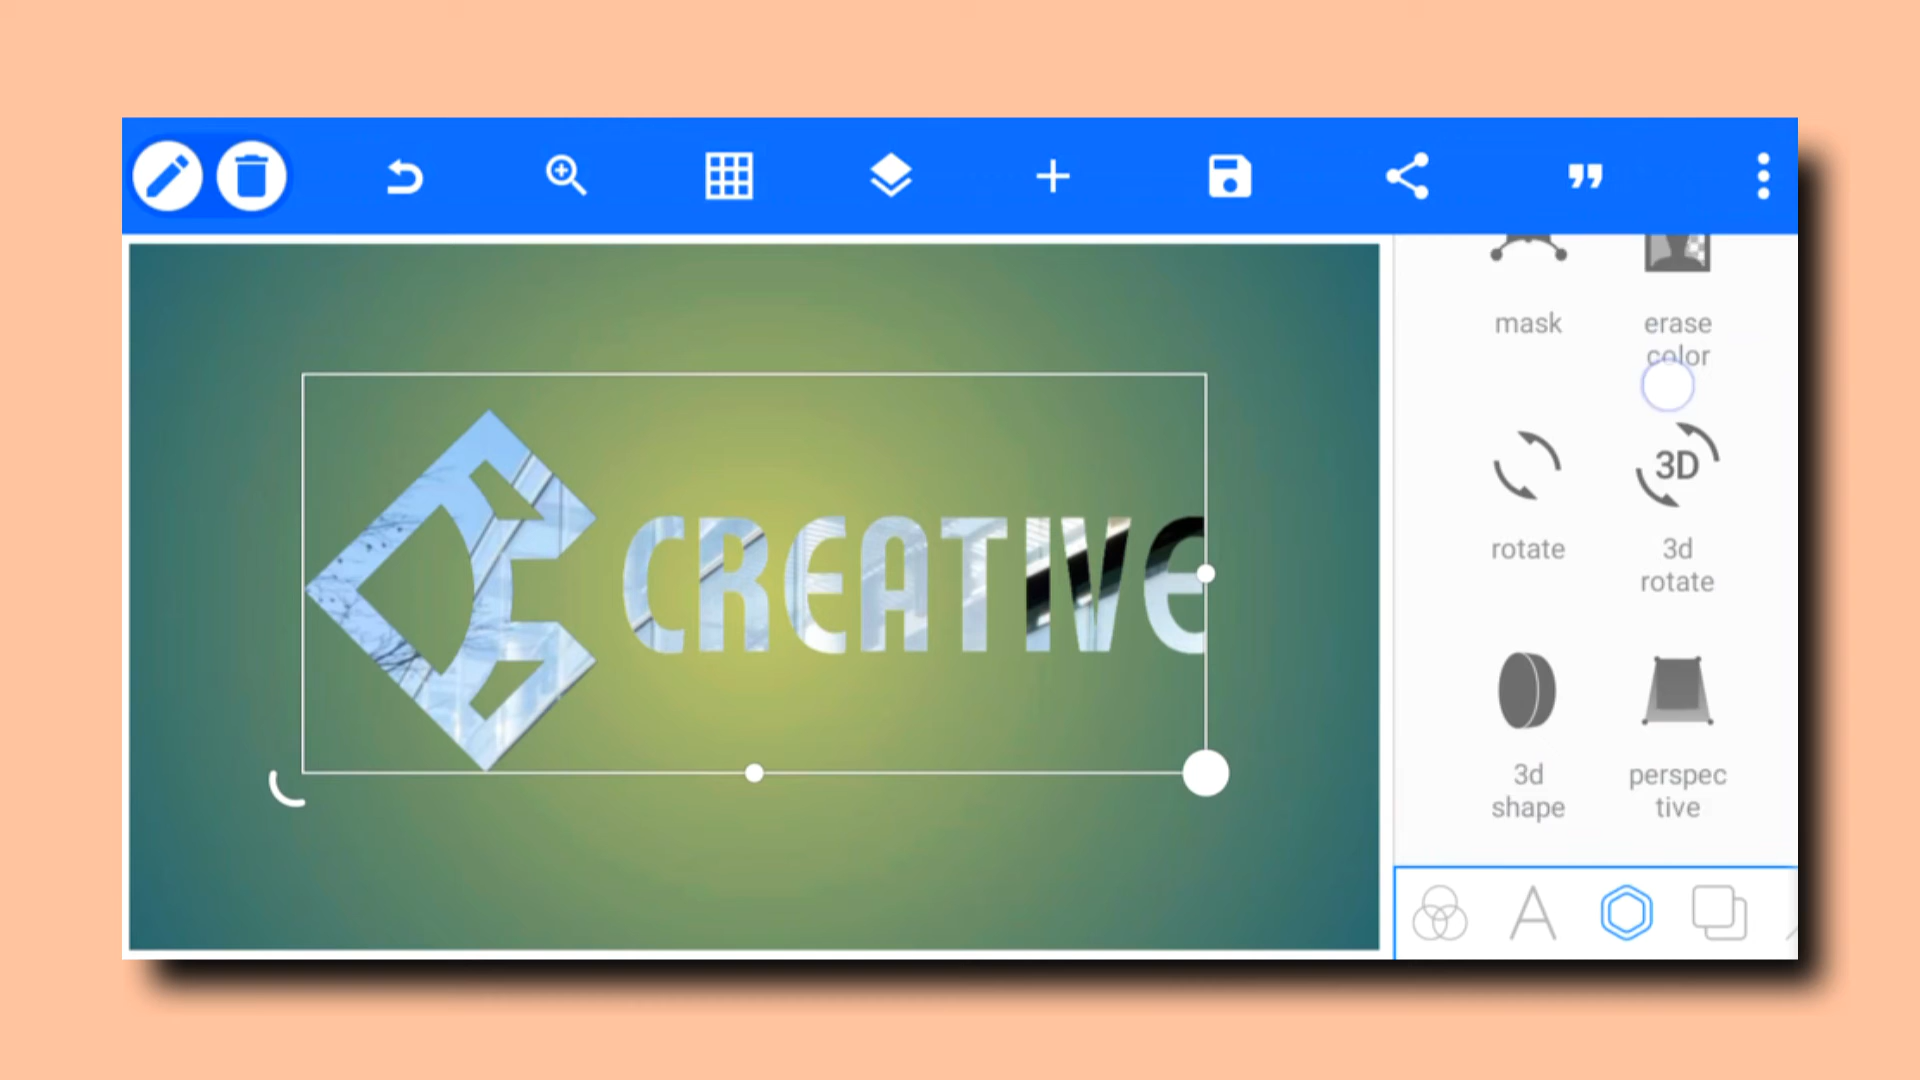 CREATIVE
mask
erase
color
rotate
3D
3d
rotate
3d
shape
perspec
tive
A